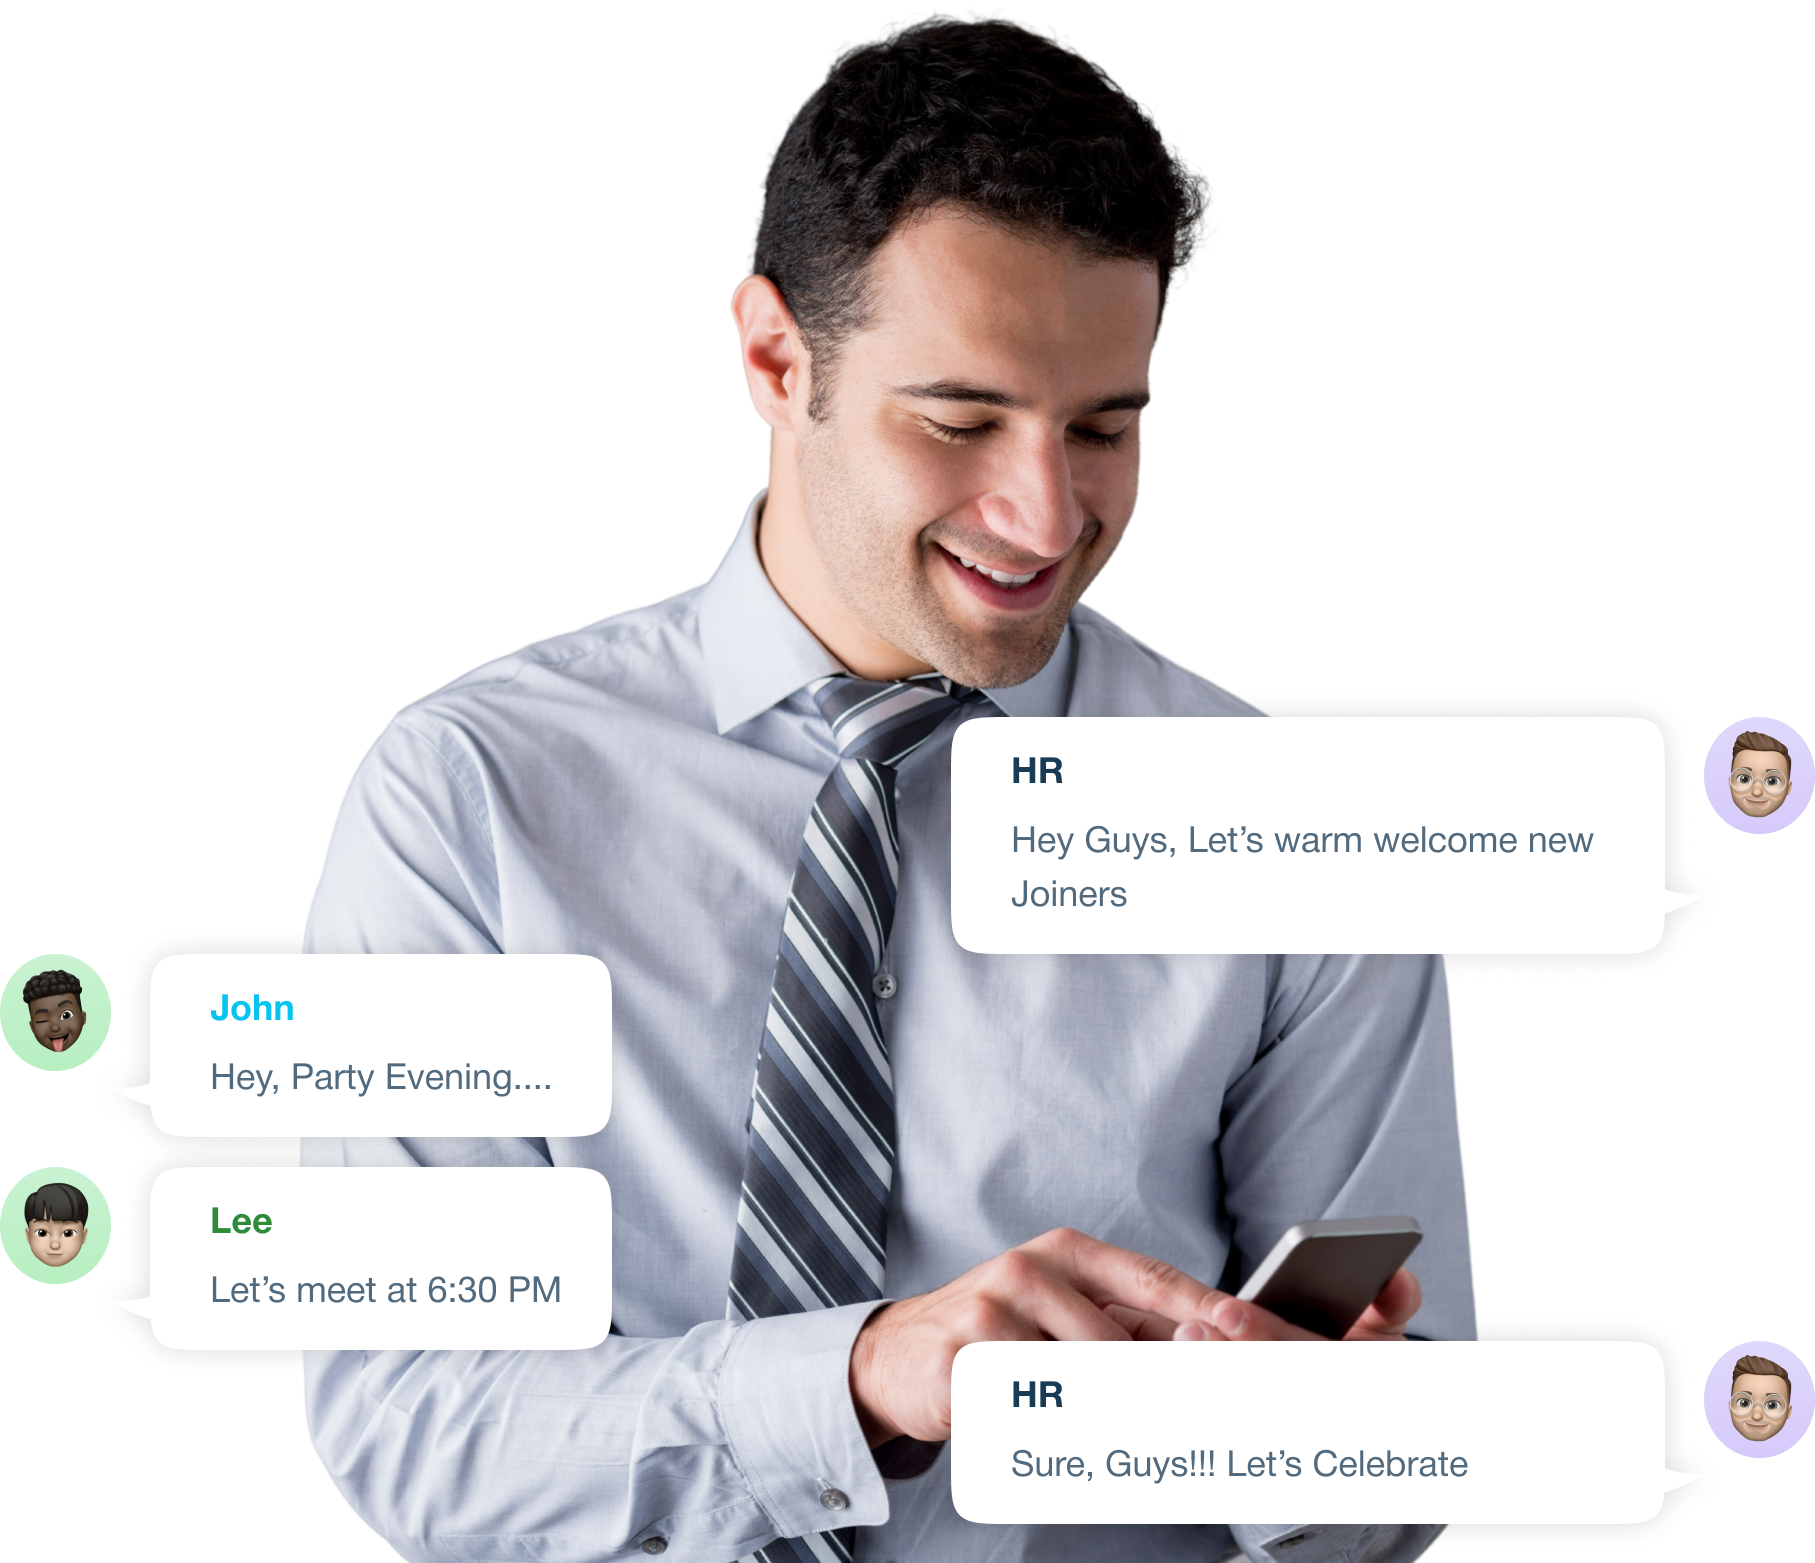 HR
Hey Guys, Let’s warm welcome new
Joiners
John
Hey, Party Evening....
Lee
Let’s meet at 6:30 PM
HR
Sure, Guys!!! Let’s Celebrate